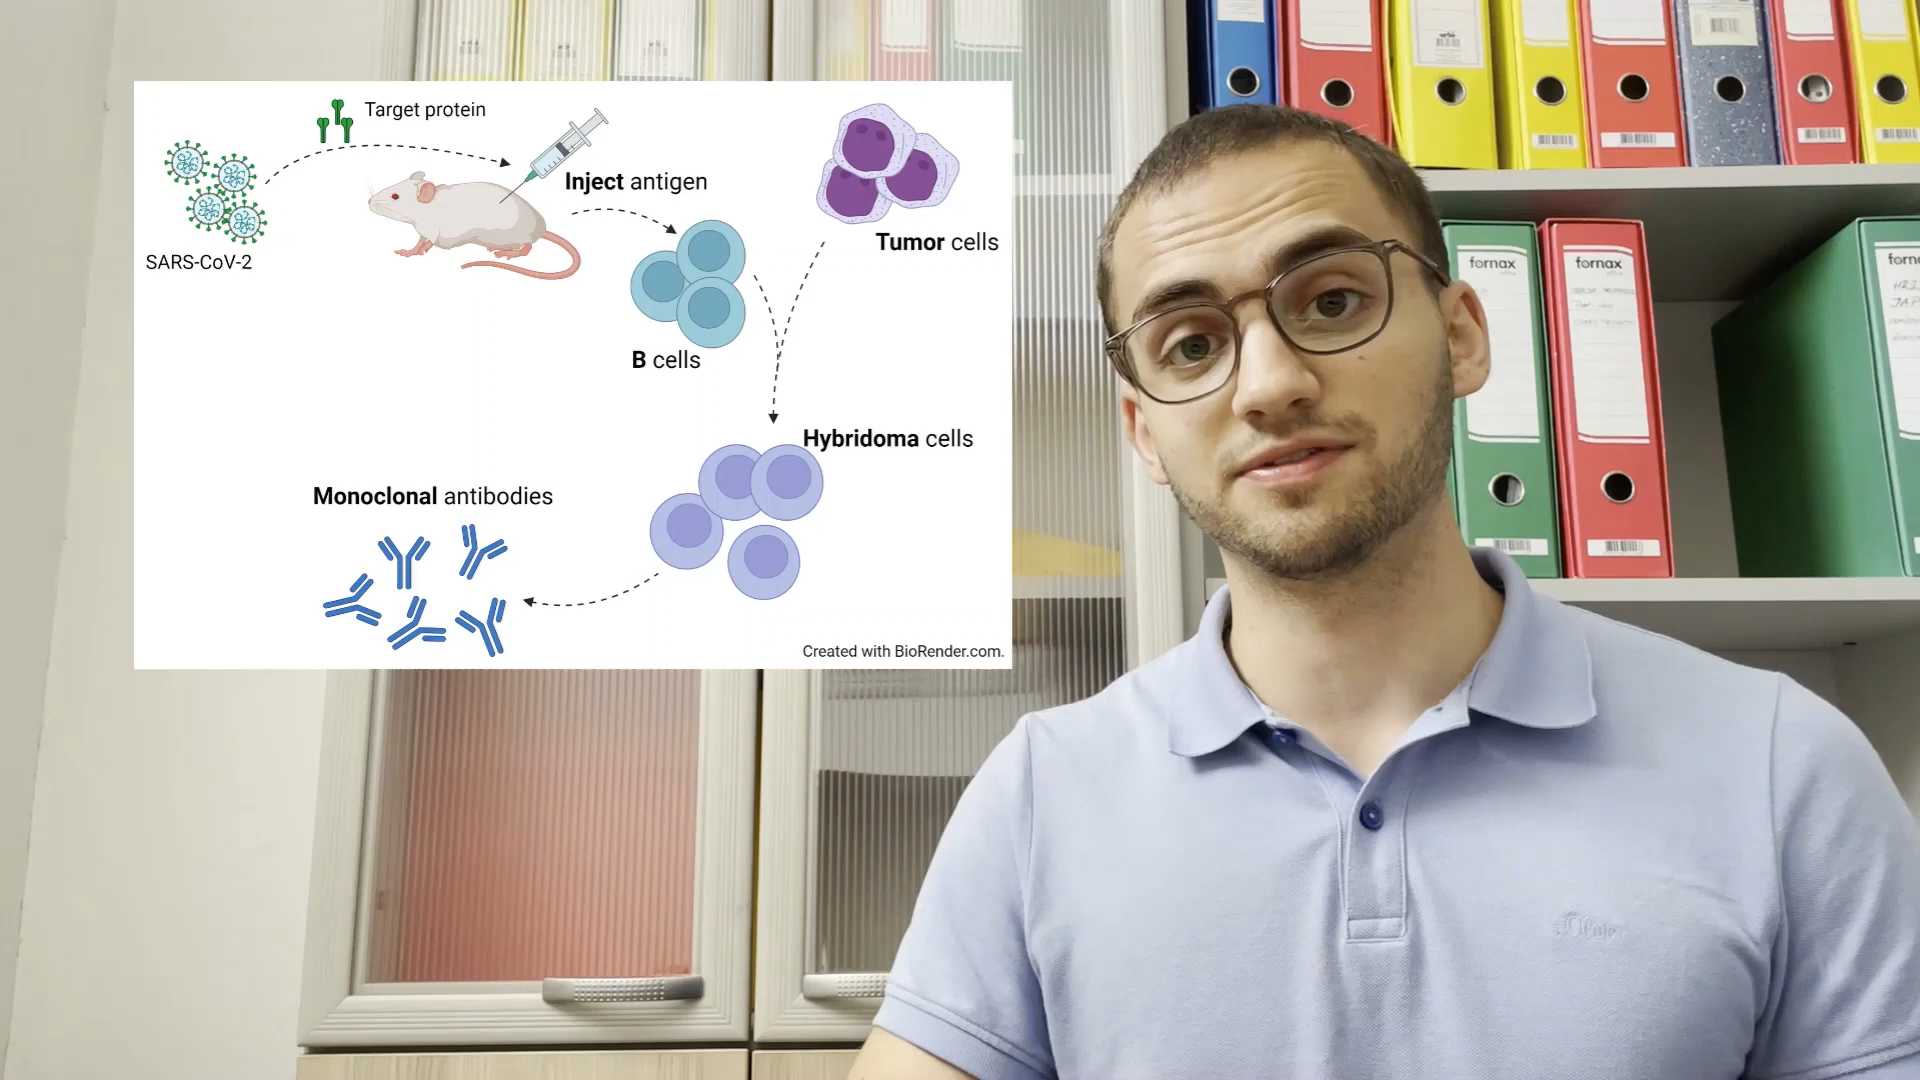 Target protein
Inject antigen
SARS-CoV-2
Tumor cells
B cells
Hybridoma cells
Monoclonal antibodies
Created with BioRender.com.
fornax
fornax
s.Oliver